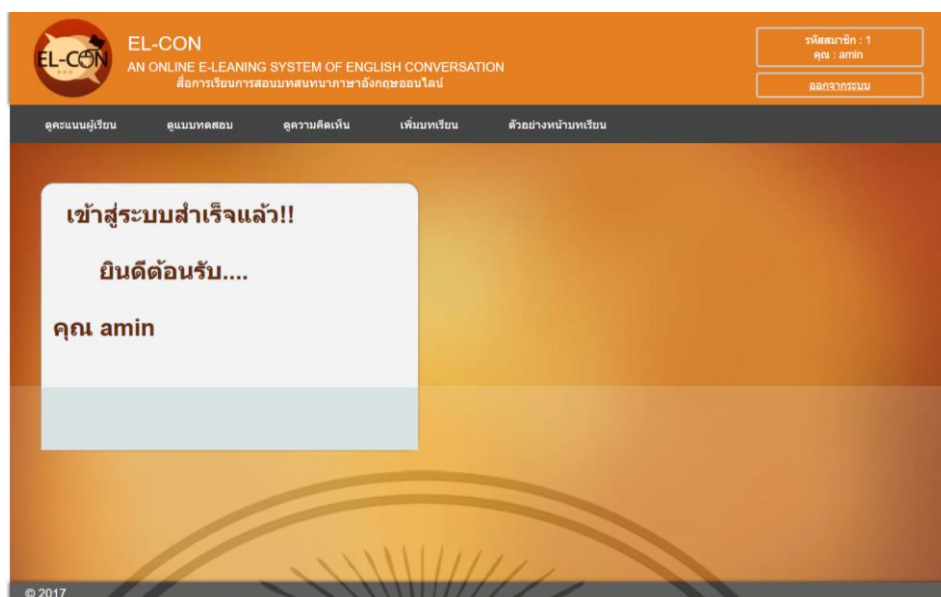 EL-CON
EL-CON
AN ONLINE E-LEANING SYSTEM OF ENGLISH CONVERSATION
สื่อการเรียนการสอนบทสนทนาภาษาอังกฤษออนไลน์
รหัสสมาชิก : 1
คุณ : amin
ออกจากระบบ
ดูคะแนนผู้เรียน ดูแบบทดสอบ ดูความคิดเห็น เพิ่มบทเรียน ตัวอย่างหน้าบทเรียน
เข้าสู่ระบบสำเร็จแล้ว!!
ยินดีต้อนรับ....
คุณ amin
© 2017